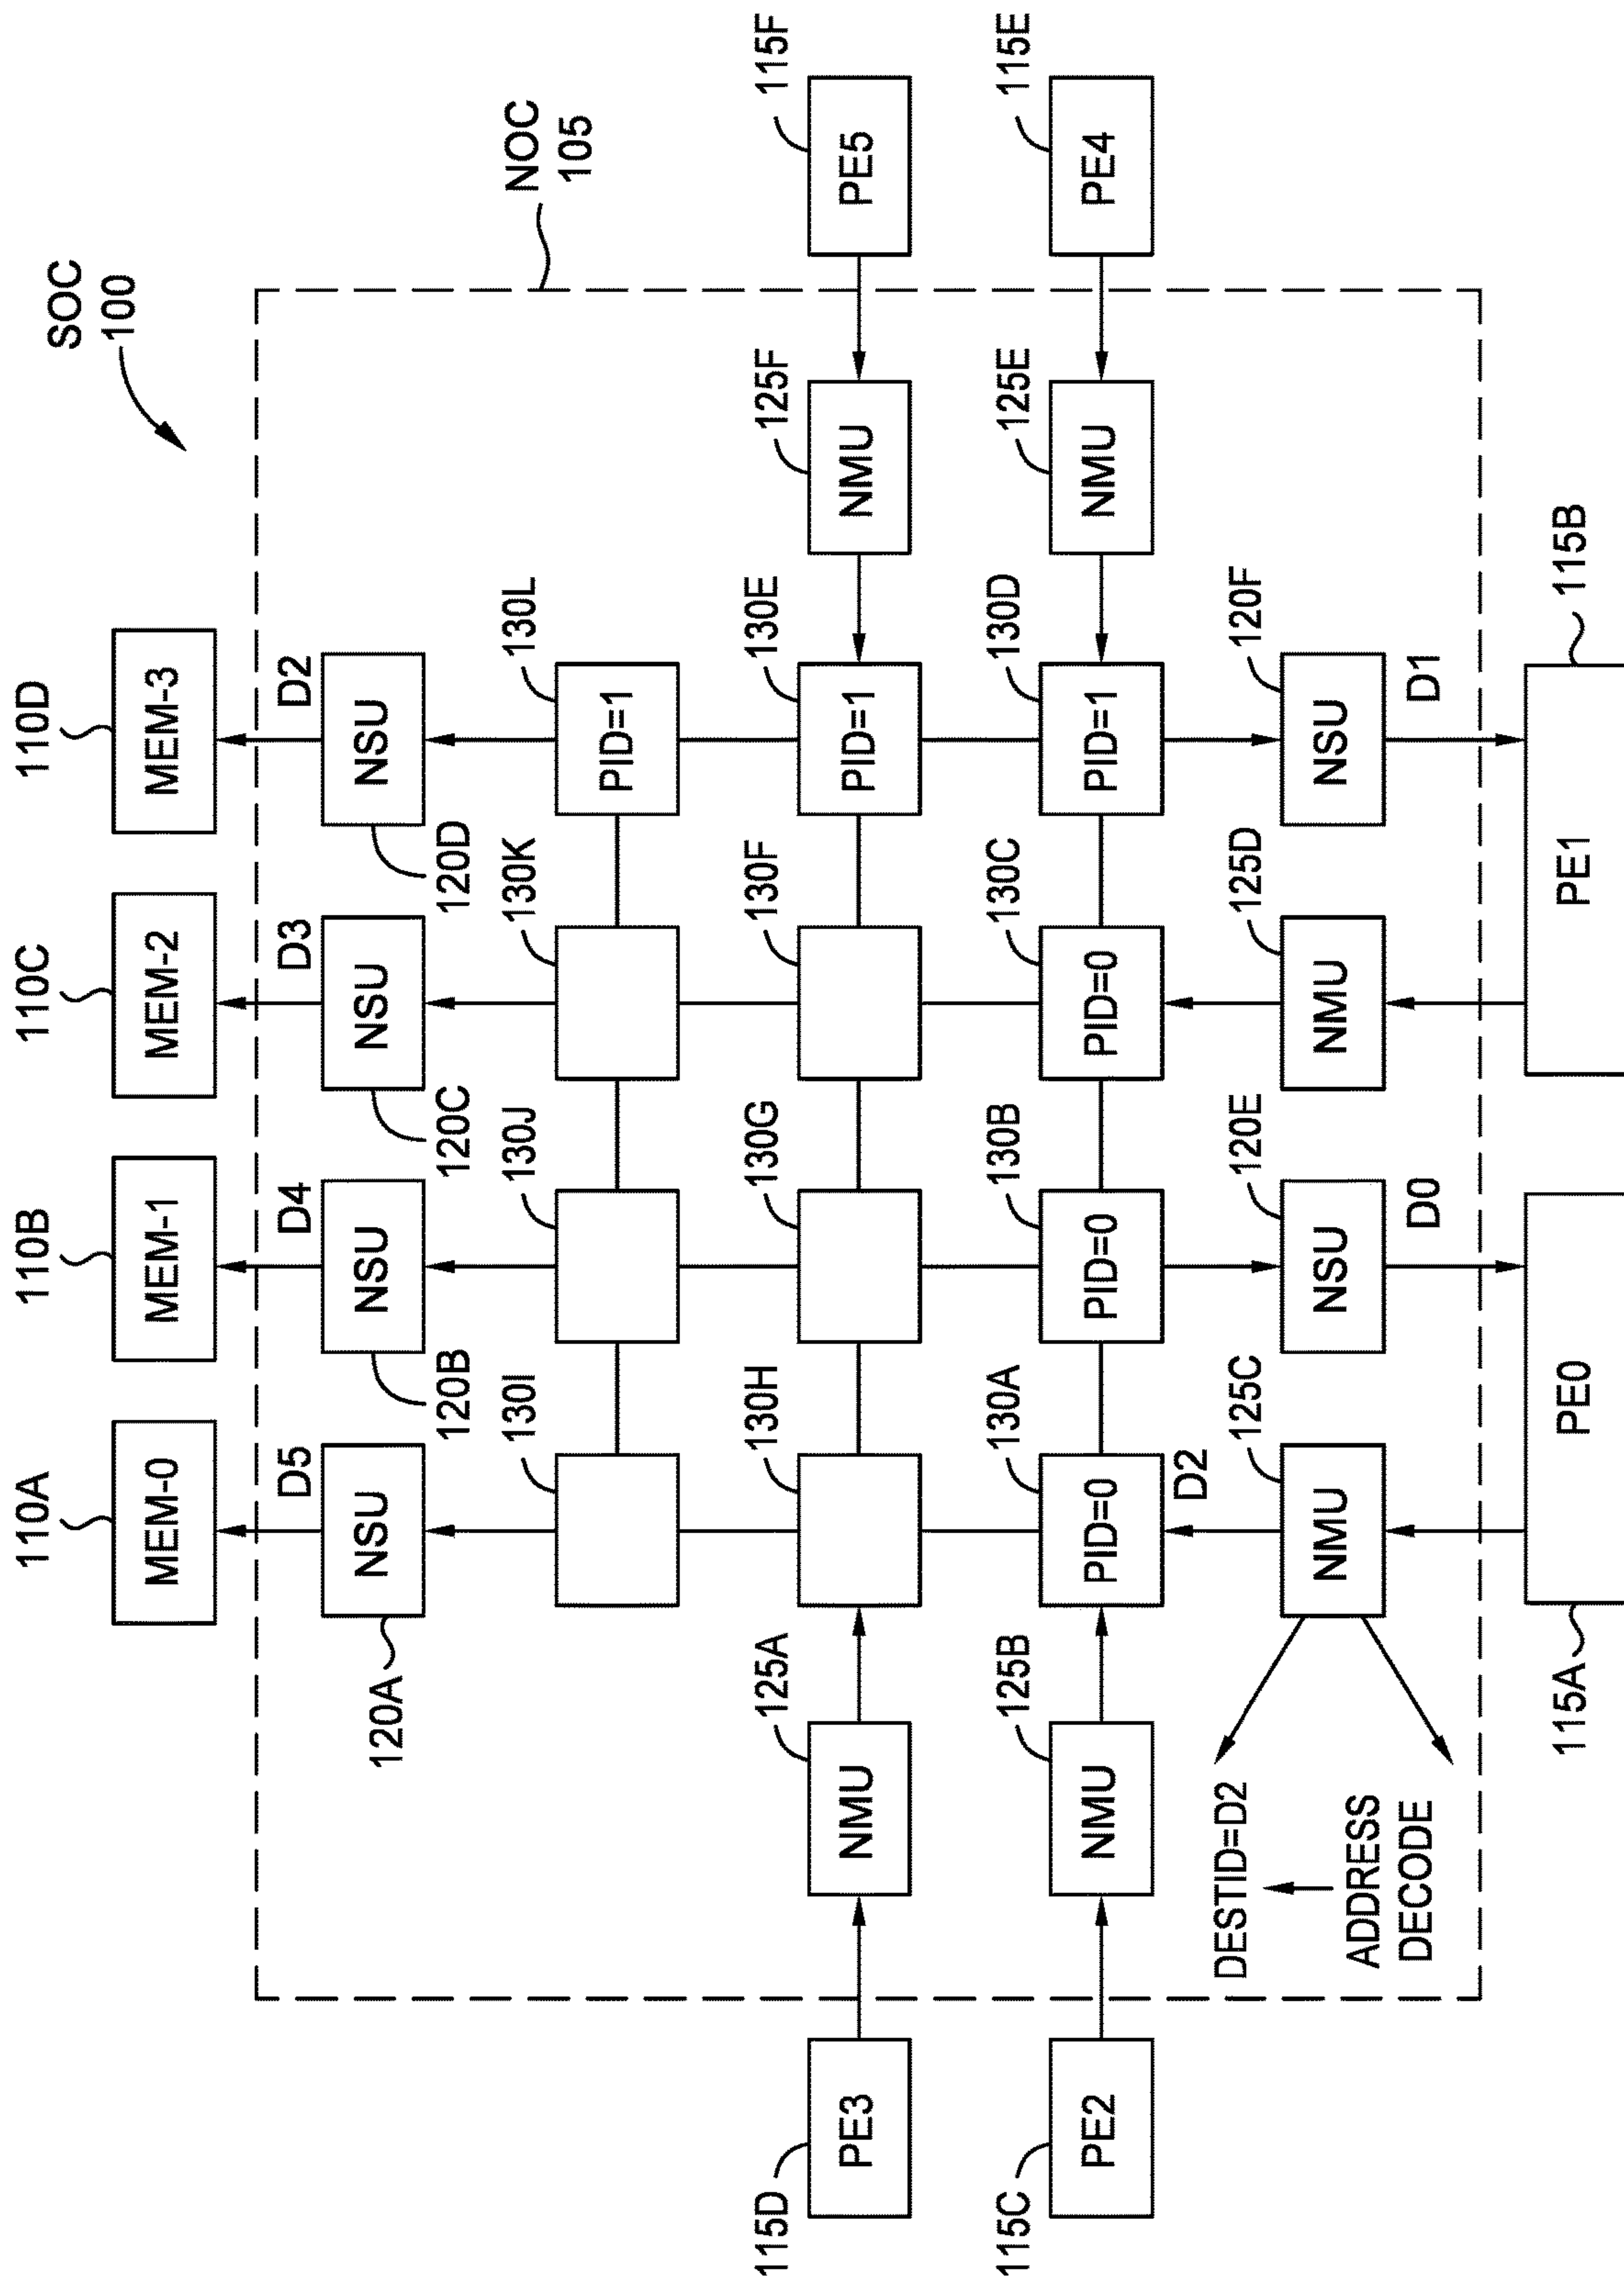 SOC
100
110A
110B
110C
110D
MEM-0
MEM-1
MEM-2
MEM-3
NOC
105
D5
D4
D3
D2
NSU
NSU
NSU
NSU
120A
120B
120C
120D
130I
130J
130K
130L
PID=1
115D
125A
130H
130G
130F
130E
125F
115F
PE3
NMU
PID=1
NMU
PE5
115C
125B
130A
130B
130C
130D
125E
115E
PE2
NMU
PID=0
PID=0
PID=0
PID=1
NMU
PE4
D2
DESTID=D2
125C
120E
125D
120F
NMU
NSU
NMU
NSU
ADDRESS
DECODE
D0
D1
115A
PE0
PE1
115B